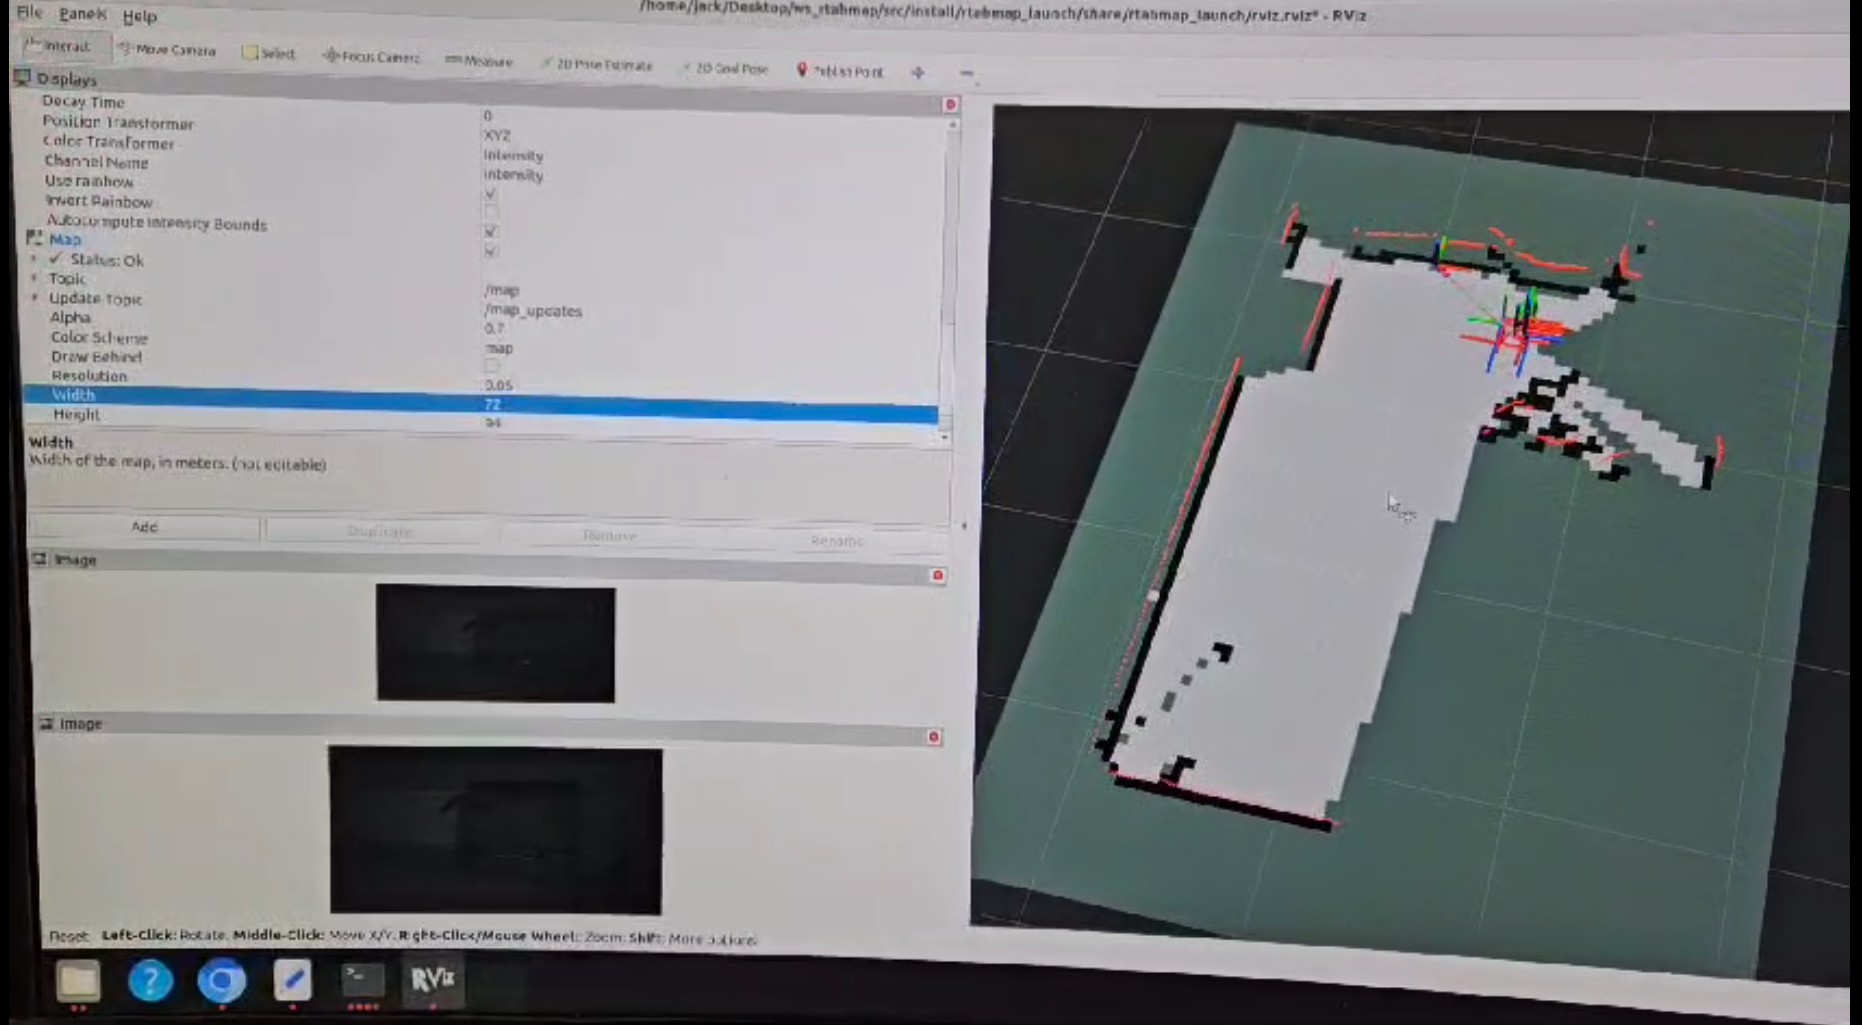 /home/jack/Desktop/ws_rtabmap/src/install/rtabmap_launch/share/rtabmap_launch/rviz.rviz* - RViz
File Panels Help
Interact Move Camera Select Focus Camera Measure 2D Pose Estimate 2D Goal Pose Publish Point
Displays
Decay Time 0
Position Transformer XYZ
Color Transformer Intensity
Channel Name intensity
Use rainbow
Invert Rainbow
Autocompute Intensity Bounds
Map
Status: Ok
Topic /map
Update Topic /map_updates
Alpha 0.7
Color Scheme map
Draw Behind
Resolution 0.05
Width 72
Height
Width
Width of the map, in meters. (not editable)
Add Duplicate Remove Rename
Image
Image
Reset Left-Click: Rotate. Middle-Click: Move X/Y. Right-Click/Mouse Wheel: Zoom. Shift: More options.
RViz